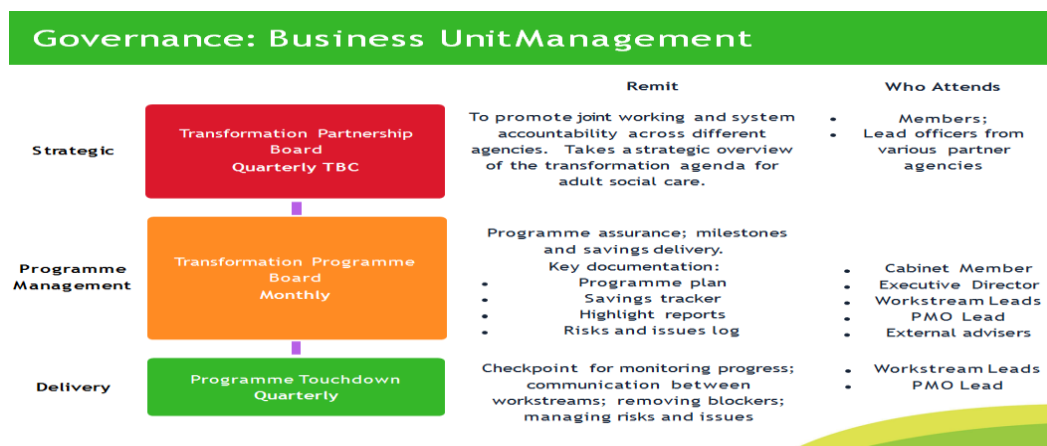 Governance: Business UnitManagement
Remit
Who Attends
Strategic
Transformation Partnership
Board
Quarterly TBC
To promote joint working and system
accountability across different
agencies. Takes a strategic overview
of the transformation agenda for
adult social care.
• Members;
• Lead officers from
various partner
agencies
Programme
Management
Transformation Programme
Board
Monthly
Programme assurance; milestones
and savings delivery.
Key documentation:
• Programme plan
• Savings tracker
• Highlight reports
• Risks and issues log
• Cabinet Member
• Executive Director
• Workstream Leads
• PMO Lead
• External advisers
Delivery
Programme Touchdown
Quarterly
Checkpoint for monitoring progress;
communication between
workstreams; removing blockers;
managing risks and issues
• Workstream Leads
• PMO Lead